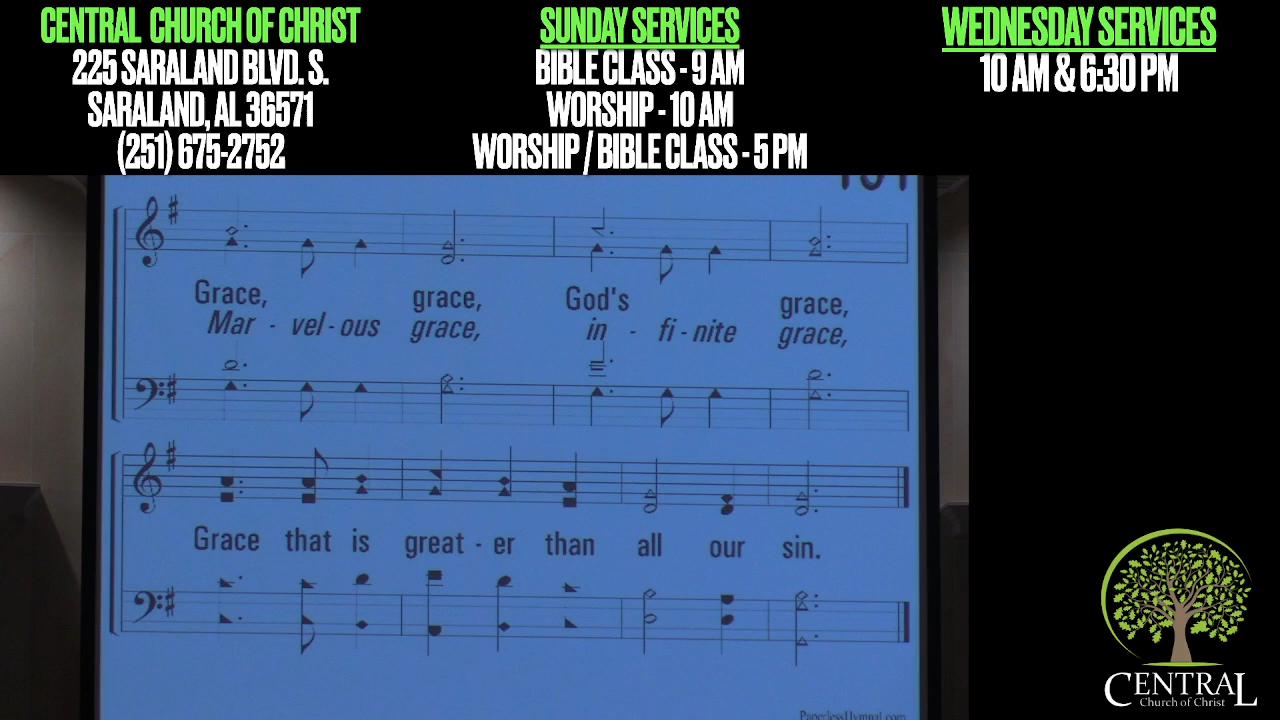 CENTRAL CHURCH OF CHRIST
225 SARALAND BLVD. S.
SARALAND, AL 36571
(251) 675-2752
SUNDAY SERVICES
BIBLE CLASS - 9 AM
WORSHIP - 10 AM
WORSHIP / BIBLE CLASS - 5 PM
WEDNESDAY SERVICES
10 AM & 6:30 PM
Grace, grace, God's grace,
Mar - vel - ous grace, in - fi - nite grace,
Grace that is great - er than all our sin.
PaperlessHymnal.com
CENTRAL
Church of Christ